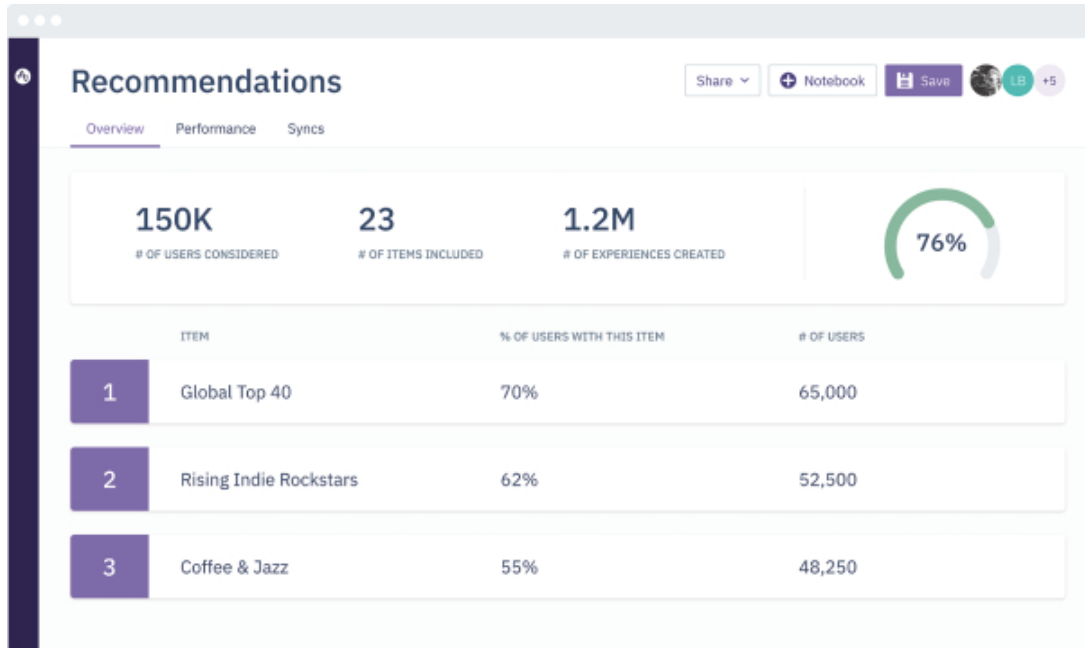 Recommendations
Share
Notebook
Save
LB
+5
Overview Performance Syncs
150K 23 1.2M
# OF USERS CONSIDERED # OF ITEMS INCLUDED # OF EXPERIENCES CREATED
76%
ITEM % OF USERS WITH THIS ITEM # OF USERS
1 Global Top 40 70% 65,000
2 Rising Indie Rockstars 62% 52,500
3 Coffee & Jazz 55% 48,250